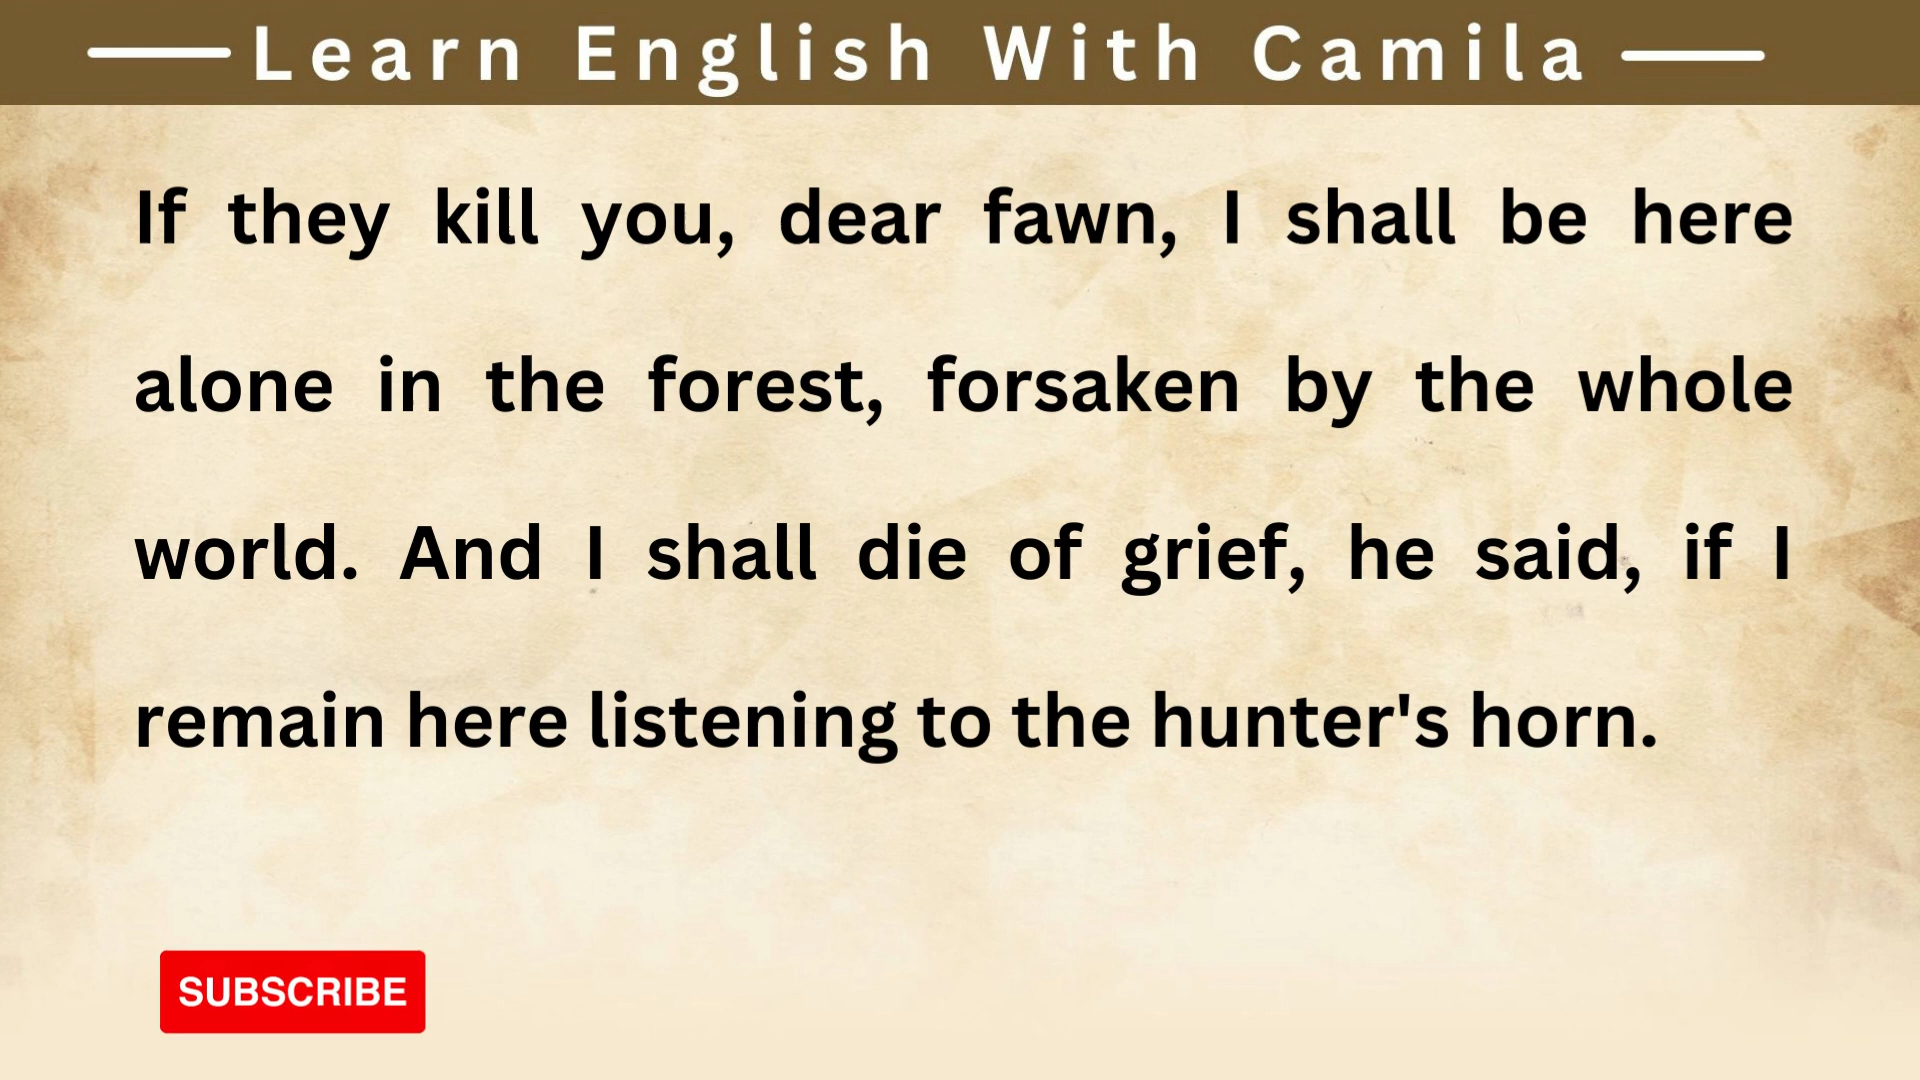 Learn English With Camila
If they kill you, dear fawn, I shall be here
alone in the forest, forsaken by the whole
world. And I shall die of grief, he said, if I
remain here listening to the hunter's horn.
SUBSCRIBE